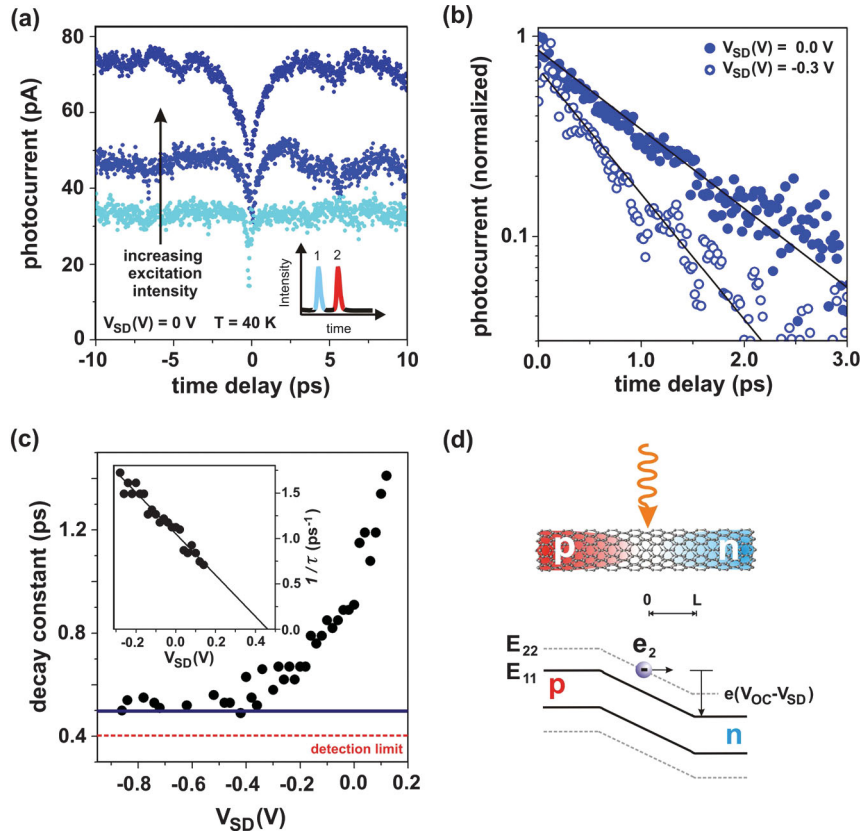 (a)
80
60
40
20
0
photocurrent (pA)
increasing
excitation
intensity
V_SD(V) = 0 V T = 40 K
Intensity
1 2
time
-10 -5 0 5 10
time delay (ps)
(b)
1
0.1
photocurrent (normalized)
V_SD(V) = 0.0 V
V_SD(V) = -0.3 V
0.0 1.0 2.0 3.0
time delay (ps)
(c)
1.4
1.2
0.8
0.6
0.4
decay constant (ps)
1.5
1.0
0.5
0.0
1/τ (ps⁻¹)
-0.2 0.0 0.2 0.4
V_SD(V)
detection limit
-0.8 -0.6 -0.4 -0.2 0.0 0.2
V_SD(V)
(d)
p n
0 L
E₂₂
E₁₁
e₂
p
e(V_OC-V_SD)
n